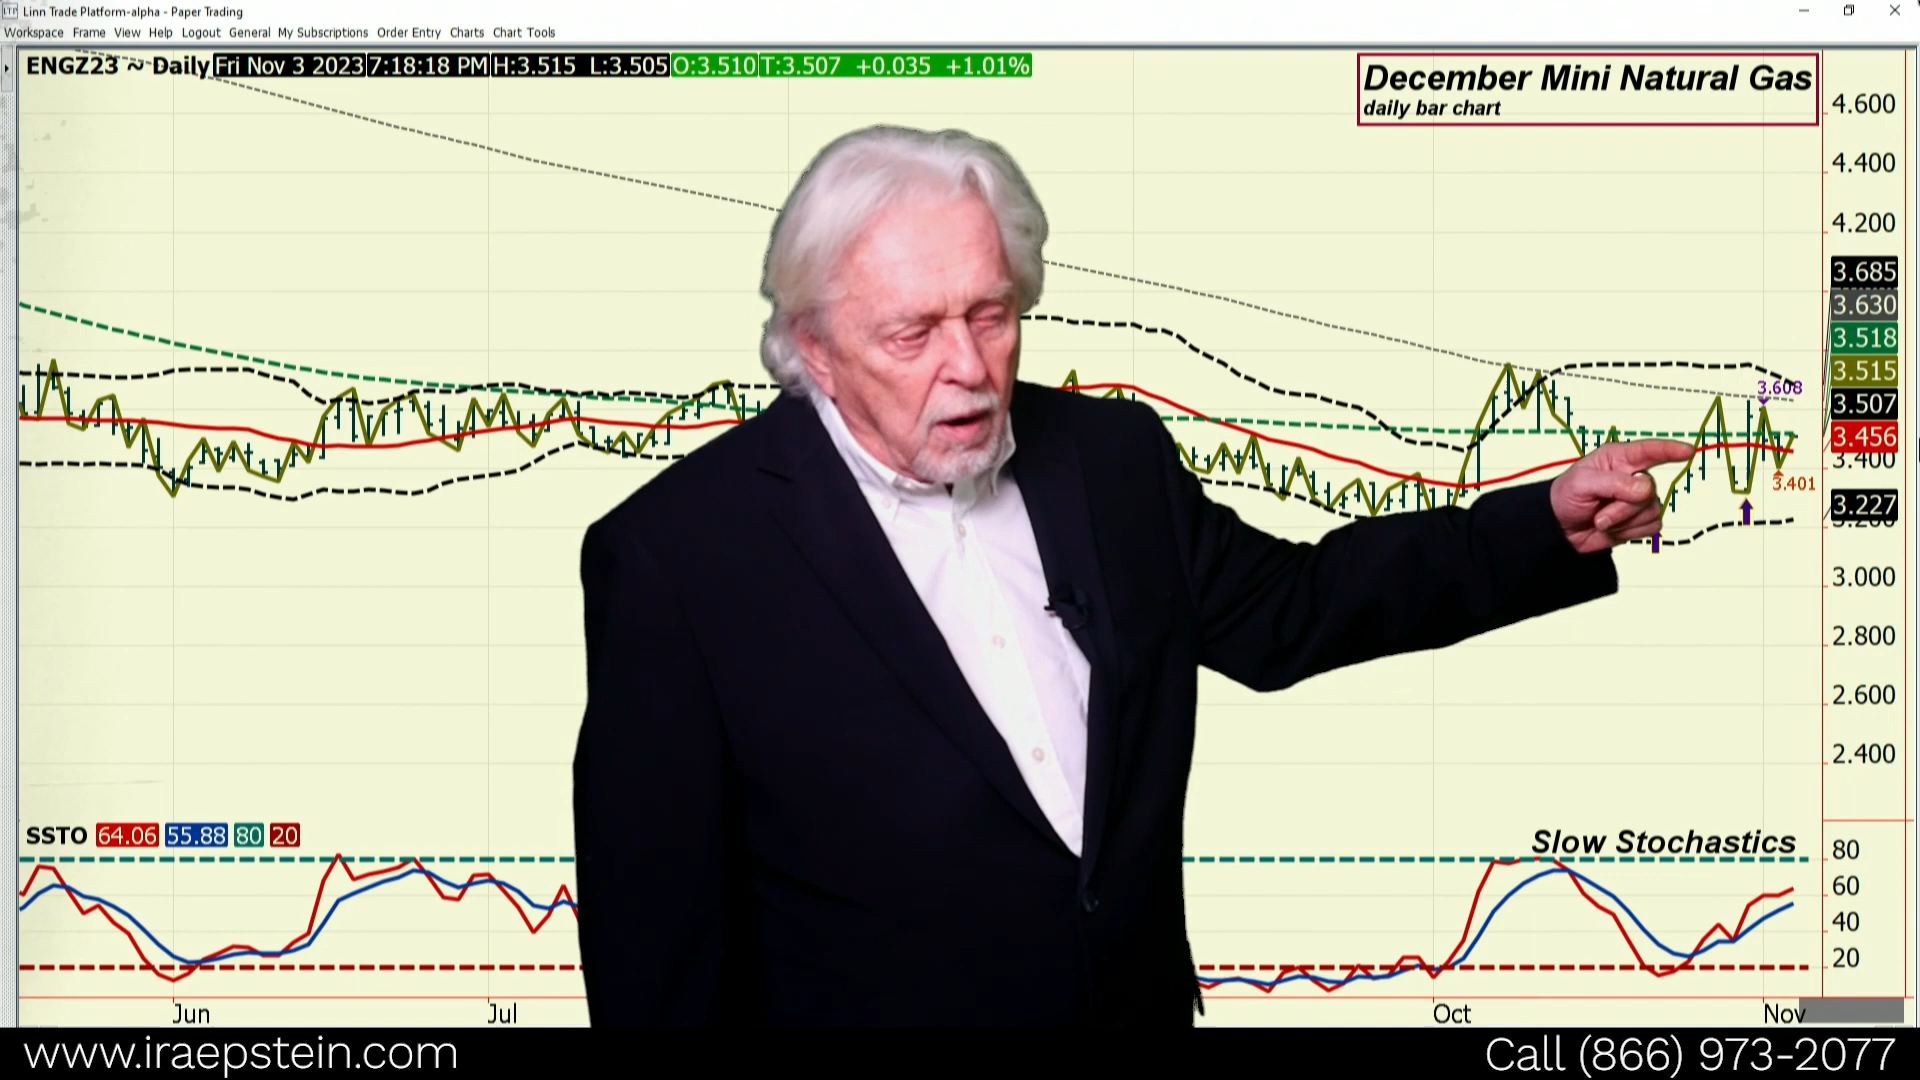 LTP Linn Trade Platform-alpha - Paper Trading
Workspace Frame View Help Logout General My Subscriptions Order Entry Charts Chart Tools
ENGZ23 ~ Daily Fri Nov 3 2023 7:18:18 PM H:3.515 L:3.505 O:3.510 T:3.507 +0.035 +1.01%
December Mini Natural Gas
daily bar chart
4.600
4.400
4.200
3.685
3.630
3.518
3.515
3.507
3.456
3.400
3.227
3.200
3.000
2.800
2.600
2.400
3.608
3.401
SSTO 64.06 55.88 80 20
Slow Stochastics
80
60
40
20
Jun Jul Oct Nov
www.iraepstein.com Call (866) 973-2077